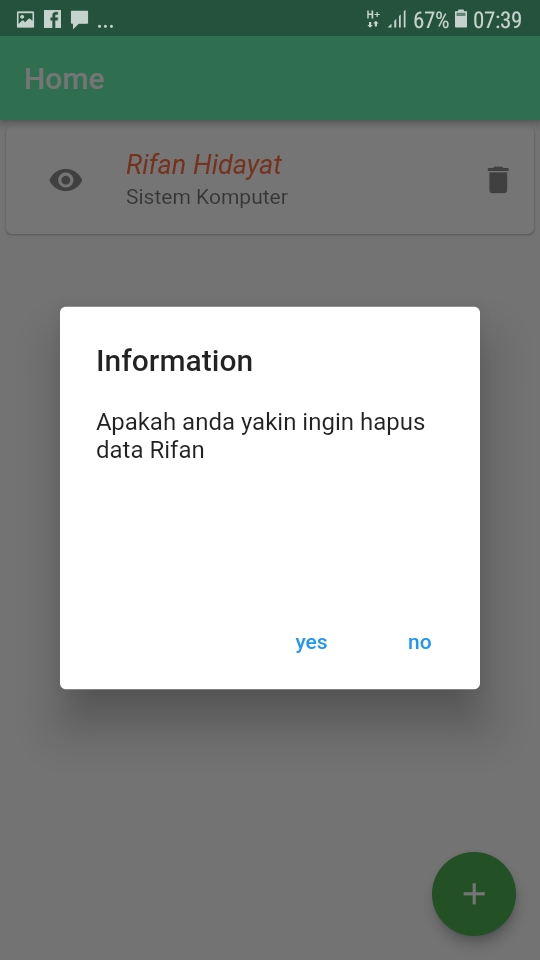 ... H+ 67% 07:39
Home
Rifan Hidayat
Sistem Komputer
Information
Apakah anda yakin ingin hapus
data Rifan
yes no
+